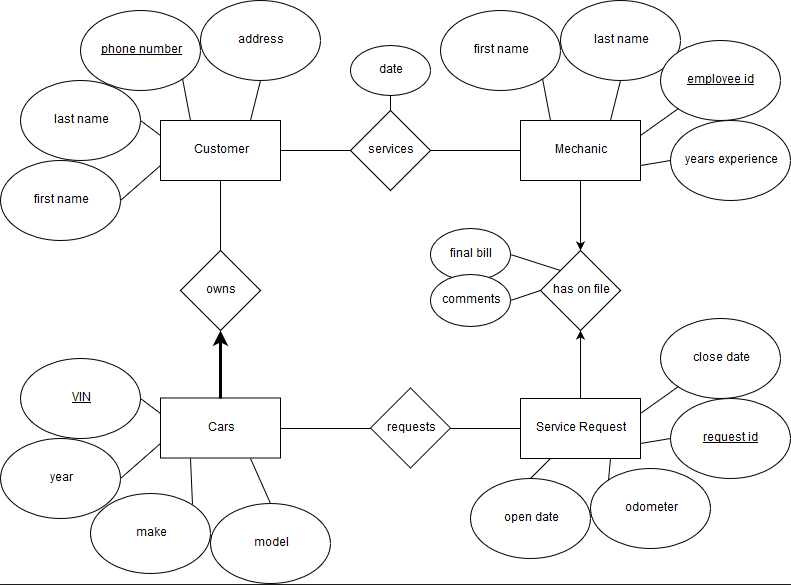 phone number
address
first name
last name
date
employee id
last name
Customer
services
Mechanic
years experience
first name
final bill
owns
has on file
comments
close date
VIN
Cars
requests
Service Request
request id
year
make
model
open date
odometer